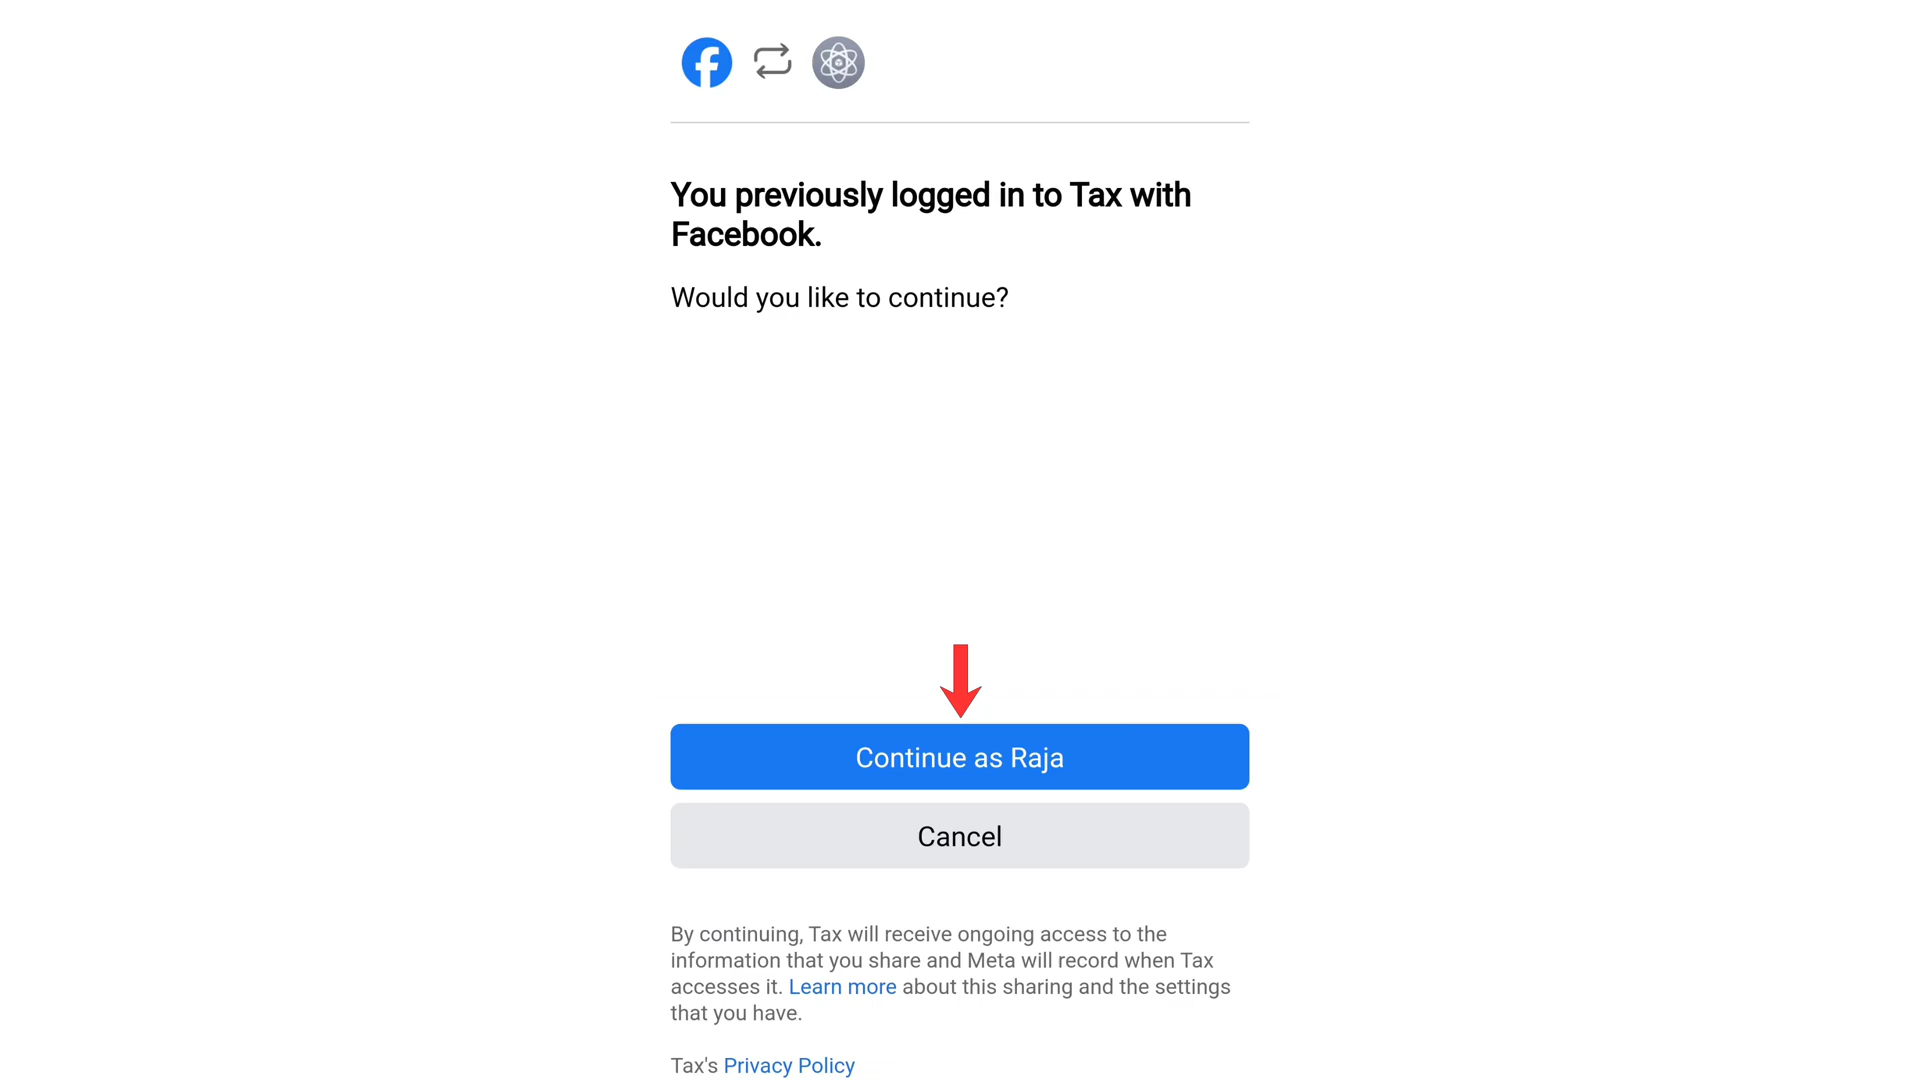 You previously logged in to Tax with
Facebook.
Would you like to continue?
Continue as Raja
Cancel
By continuing, Tax will receive ongoing access to the
information that you share and Meta will record when Tax
accesses it. Learn more about this sharing and the settings
that you have.
Tax's Privacy Policy